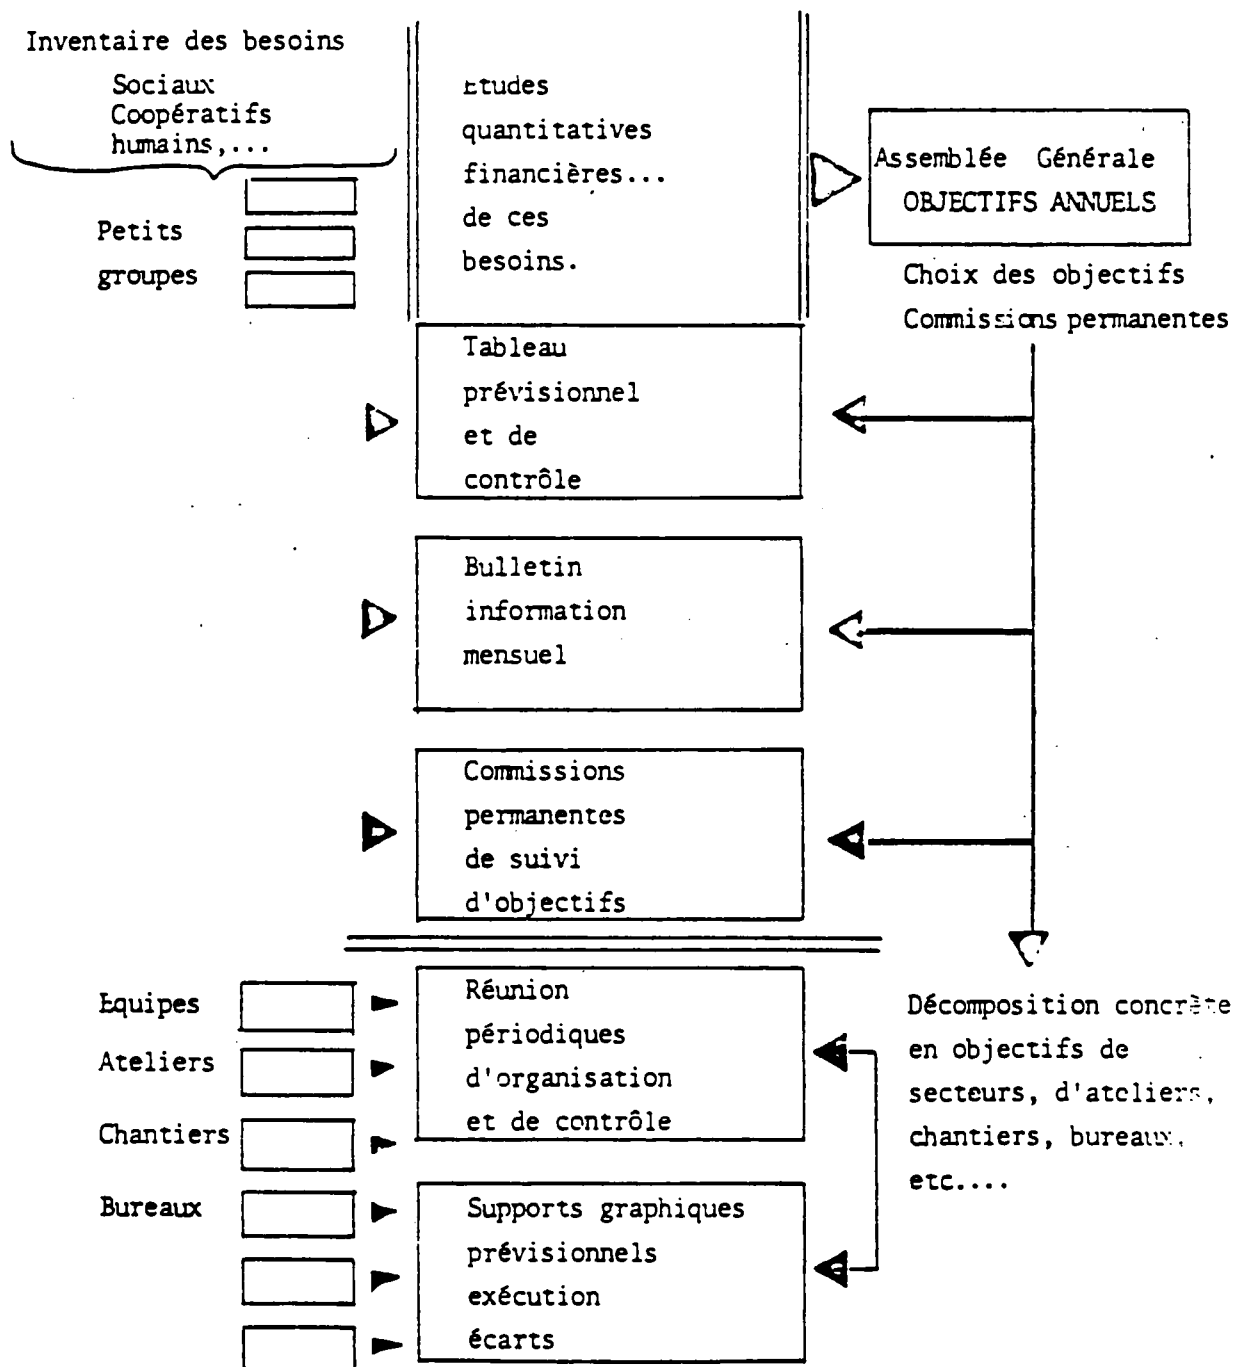 Inventaire des besoins
Sociaux
Coopératifs
humains,...
Petits
groupes
Etudes
quantitatives
financières...
de ces
besoins.
Assemblée Générale
OBJECTIFS ANNUELS
Choix des objectifs
Commissions permanentes
Tableau
prévisionnel
et de
contrôle
Bulletin
information
mensuel
Commissions
permanentes
de suivi
d'objectifs
Equipes
Ateliers
Chantiers
Bureaux
Réunion
périodiques
d'organisation
et de contrôle
Supports graphiques
prévisionnels
exécution
écarts
Décomposition concrète
en objectifs de
secteurs, d'ateliers,
chantiers, bureaux,
etc....